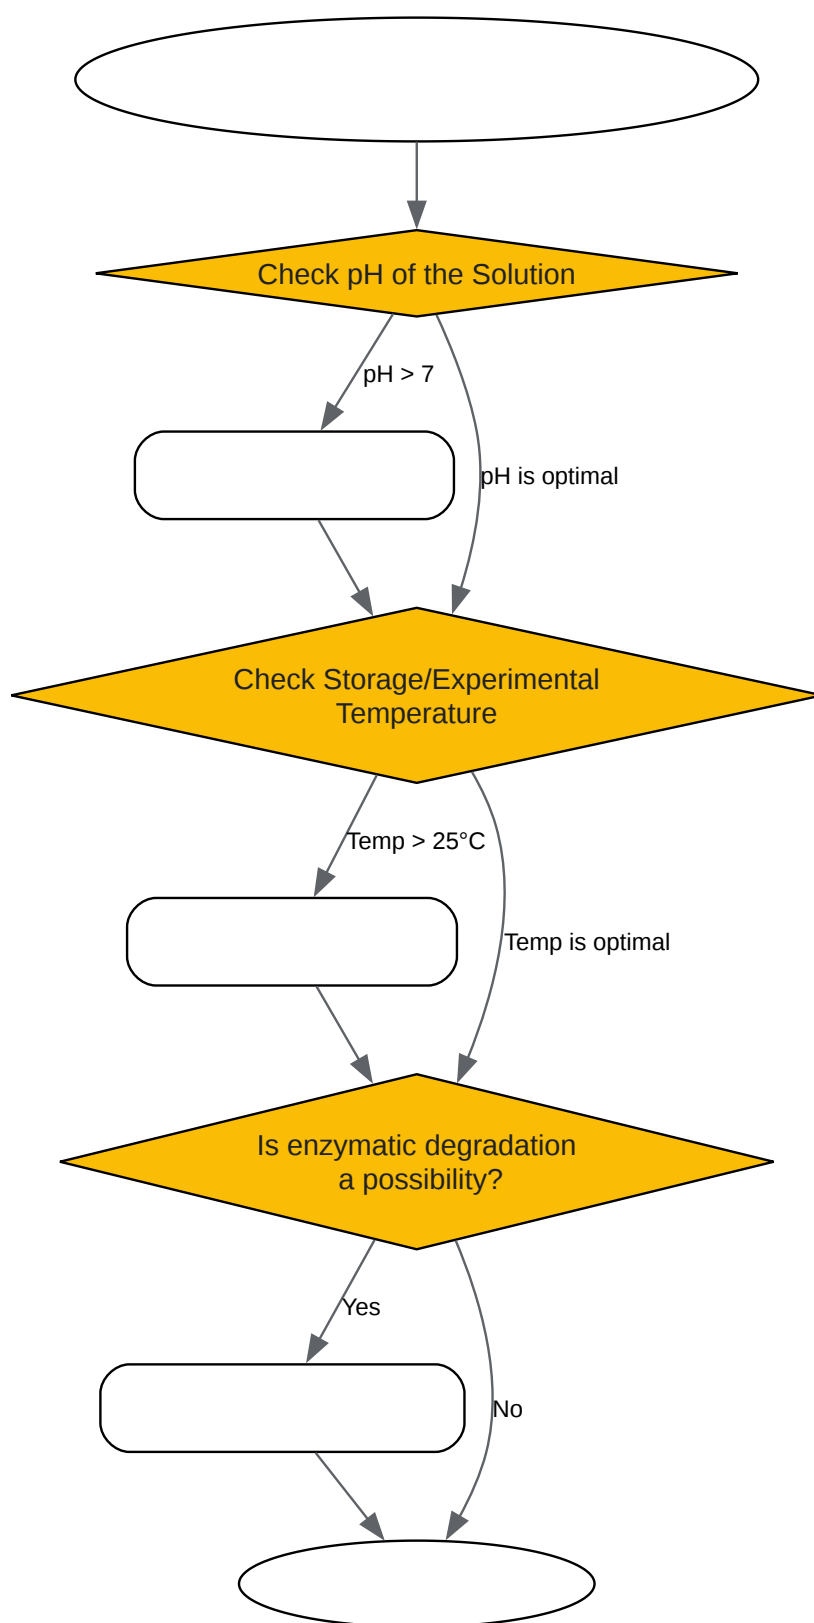 Check pH of the Solution
pH > 7
pH is optimal
Check Storage/Experimental
Temperature
Temp > 25°C
Temp is optimal
Is enzymatic degradation
a possibility?
Yes
No